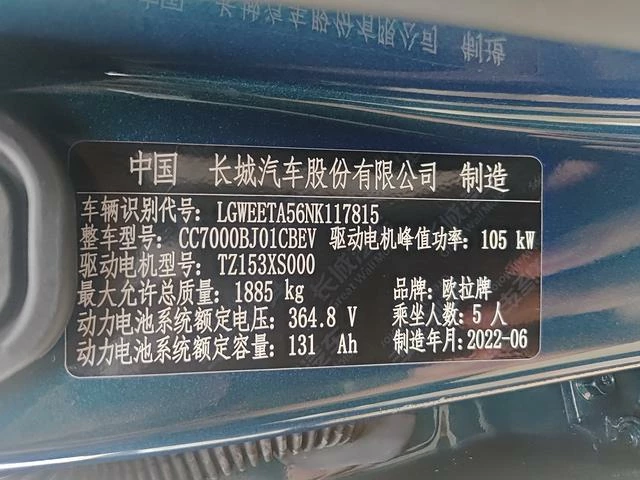 中国 长城汽车股份有限公司 制造
车辆识别代号: LGWEETA56NK117815
整车型号: CC7000BJ01CBEV 驱动电机峰值功率: 105 kW
驱动电机型号: TZ153XS000
最大允许总质量: 1885 kg 品牌: 欧拉牌
动力电池系统额定电压: 364.8 V 乘坐人数: 5 人
动力电池系统额定容量: 131 Ah 制造年月: 2022-06